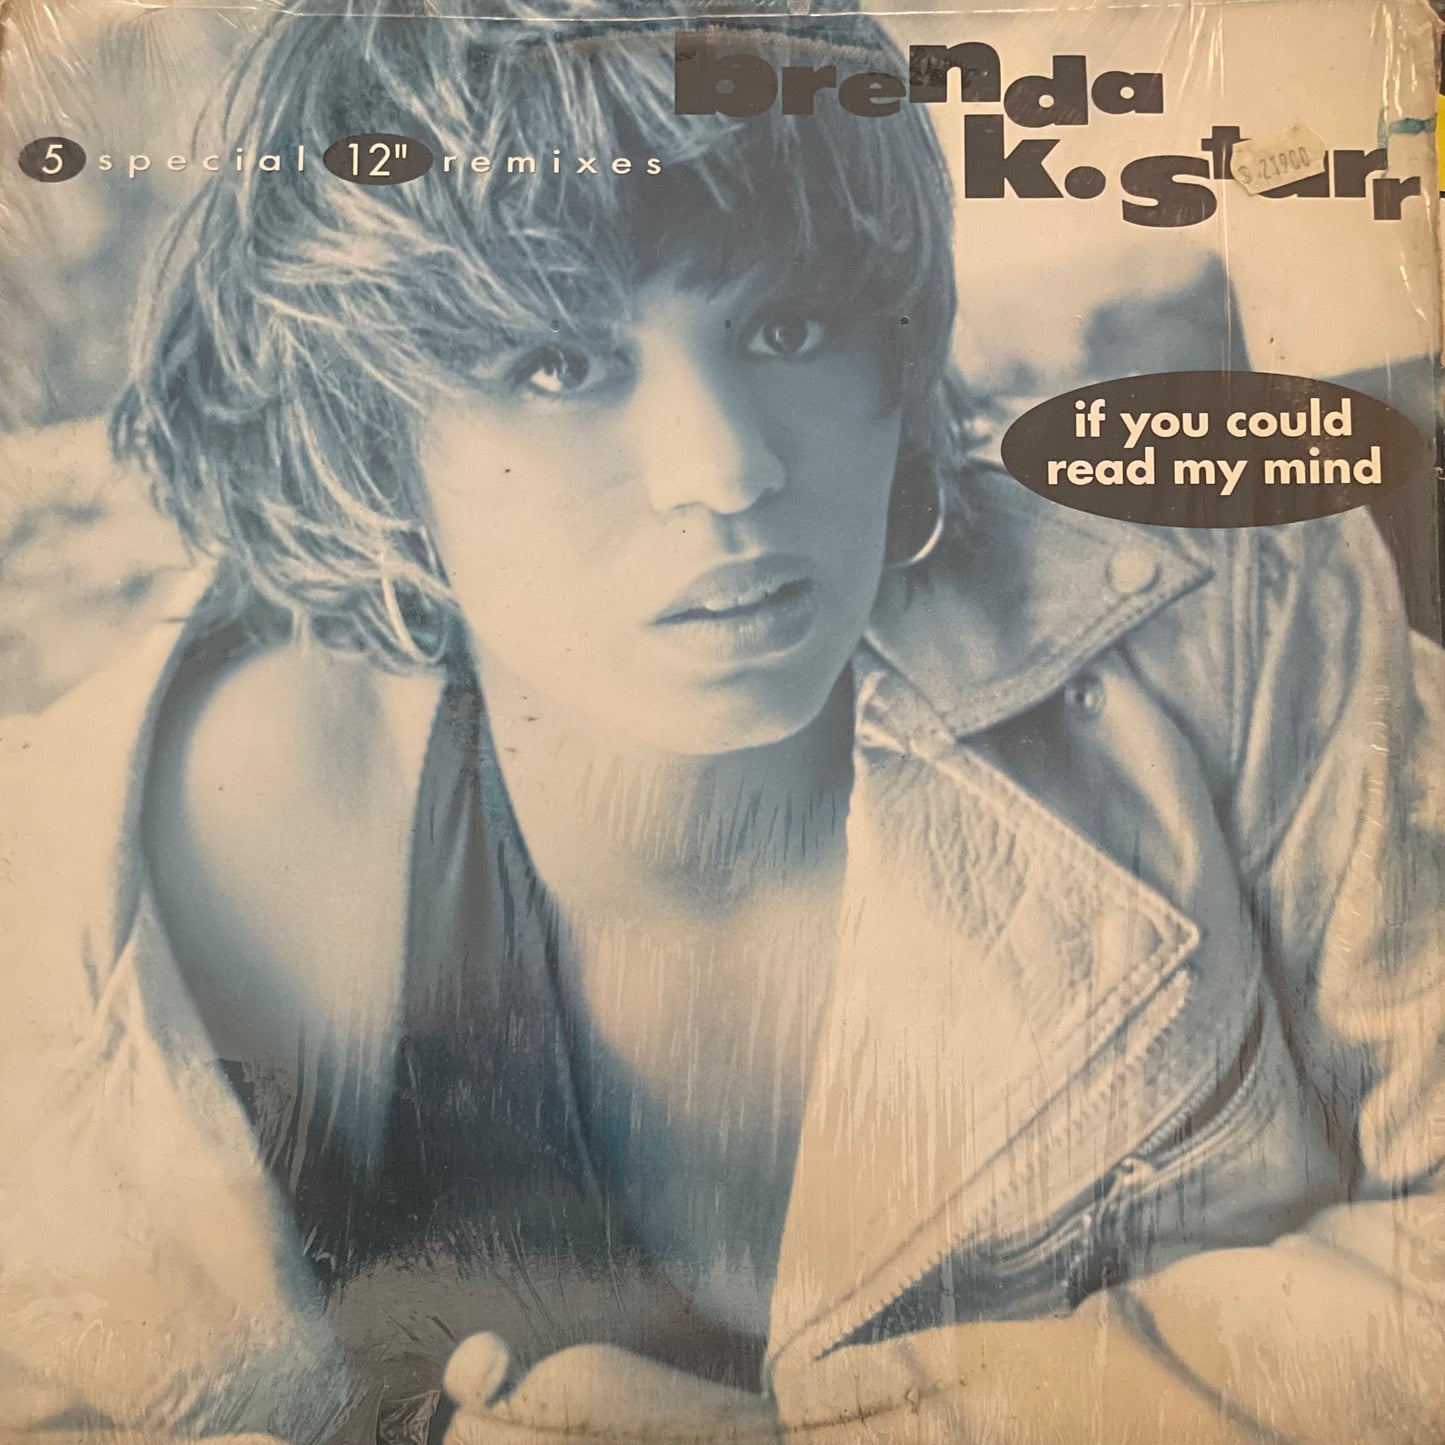 brenda
k. starr
5 special 12" remixes
$ 21900
if you could
read my mind